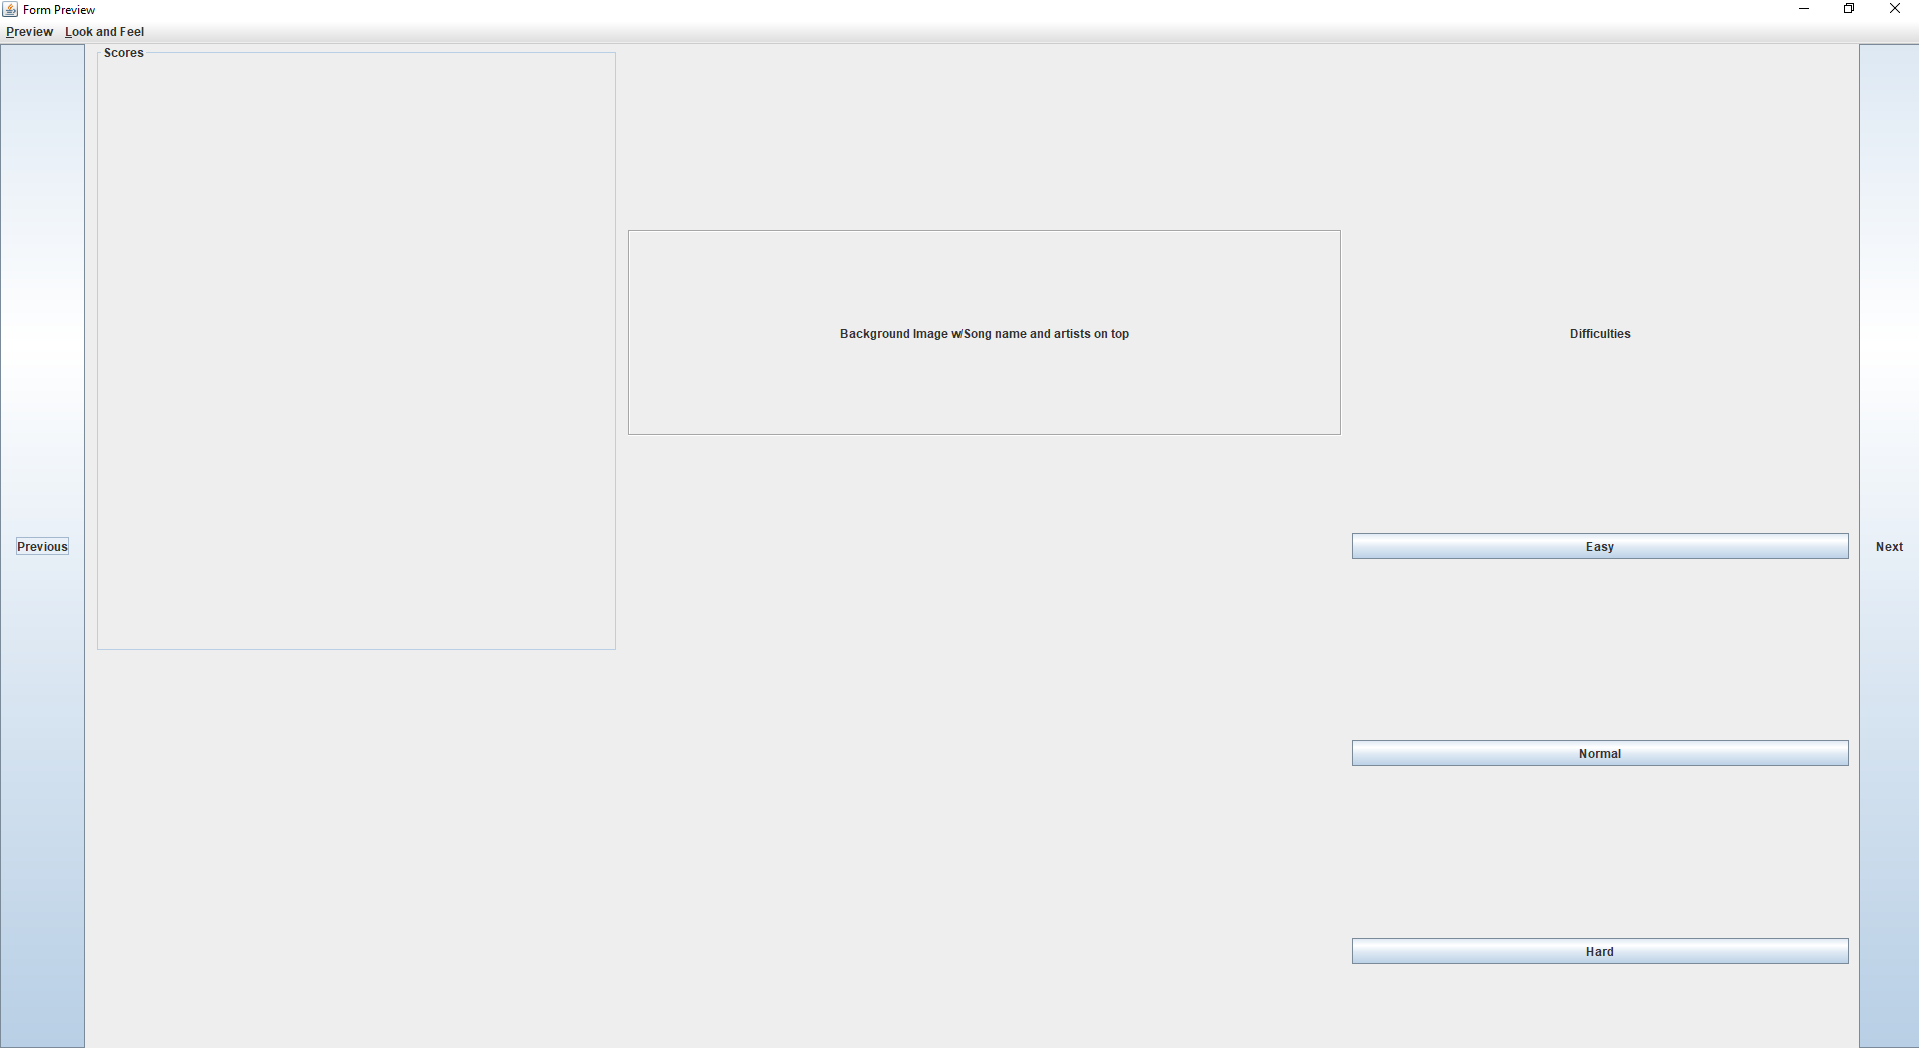 Form Preview
Preview Look and Feel
Scores
Background Image w/Song name and artists on top
Difficulties
Previous
Easy
Next
Normal
Hard